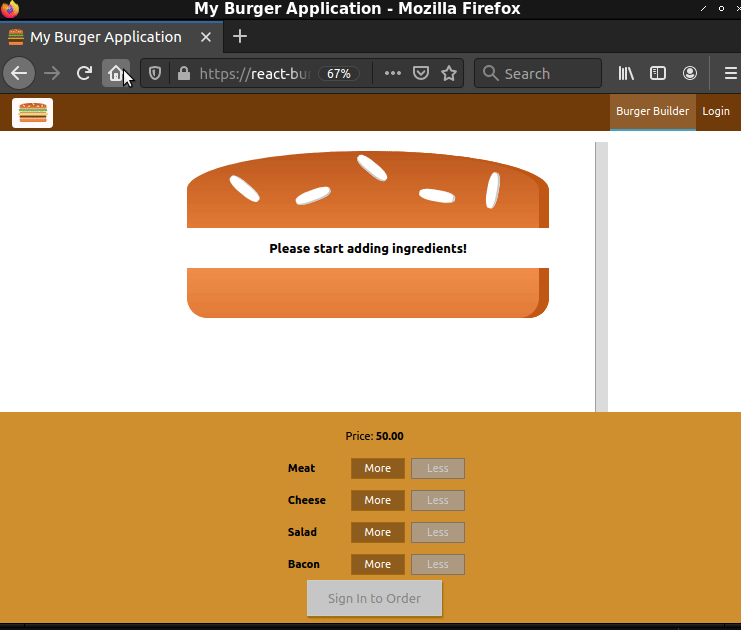 My Burger Application - Mozilla Firefox
My Burger Application
https://react-bu
67%
Search
Burger Builder
Login
Please start adding ingredients!
Price: 50.00
Meat More Less
Cheese More Less
Salad More Less
Bacon More Less
Sign In to Order